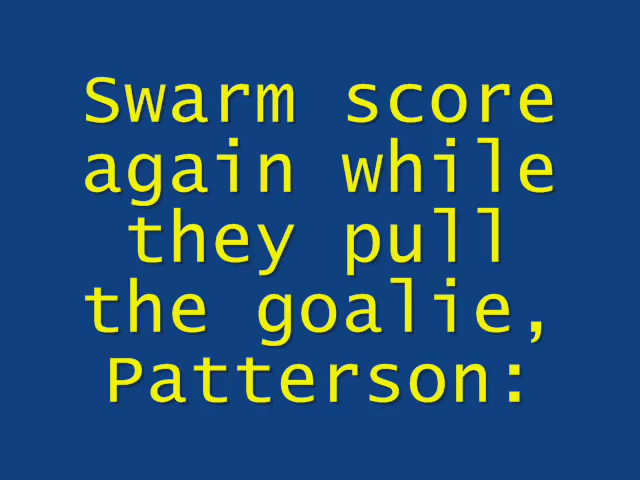 Swarm score
again while
they pull
the goalie,
Patterson: